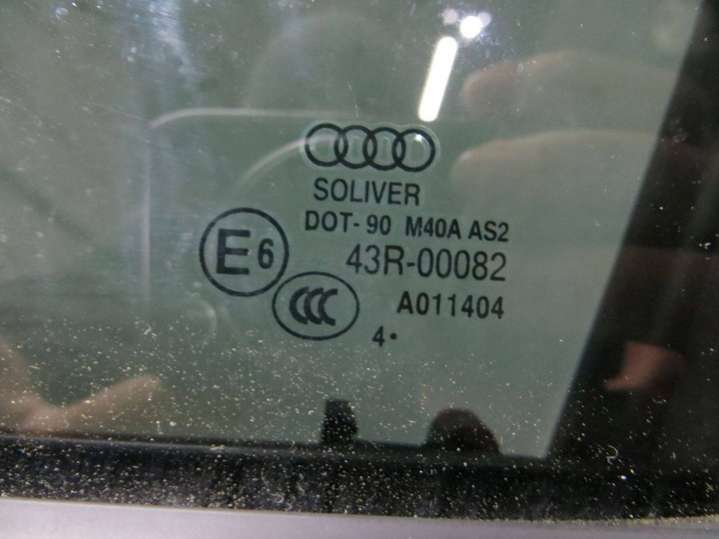 SOLIVER
DOT-90 M40A AS2
E6 43R-00082
CCC A011404
4•